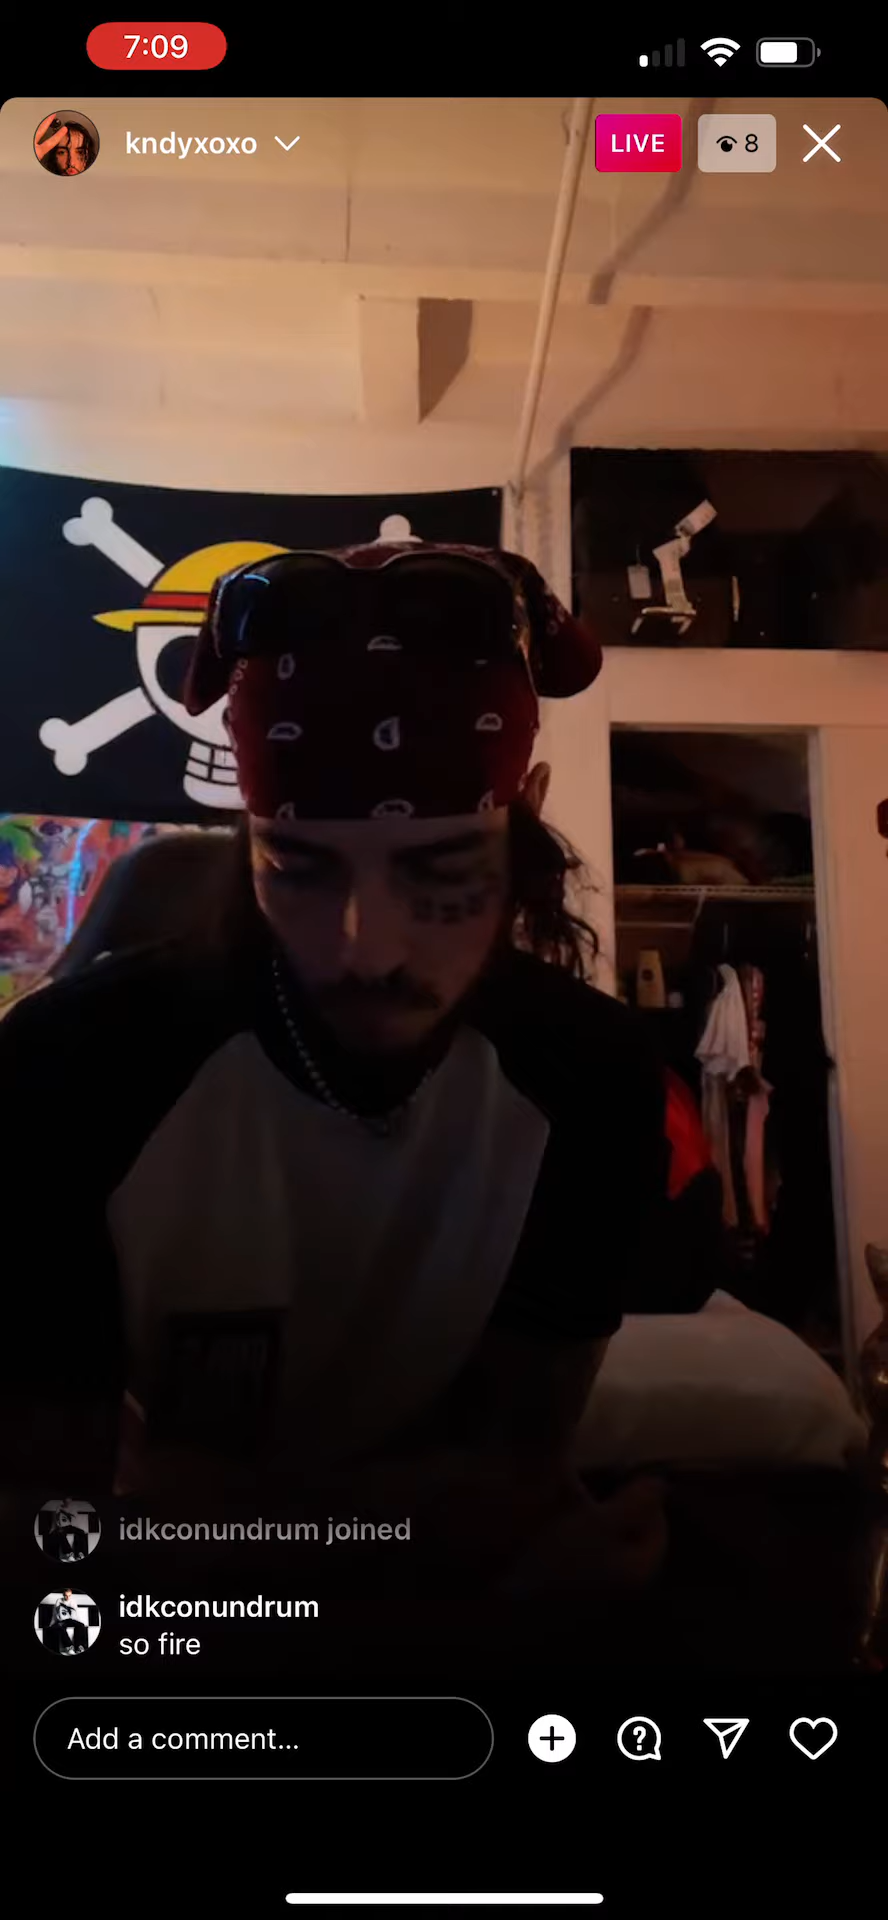 7:09
kndyxoxo
LIVE
8
idkconundrum joined
idkconundrum
so fire
Add a comment...